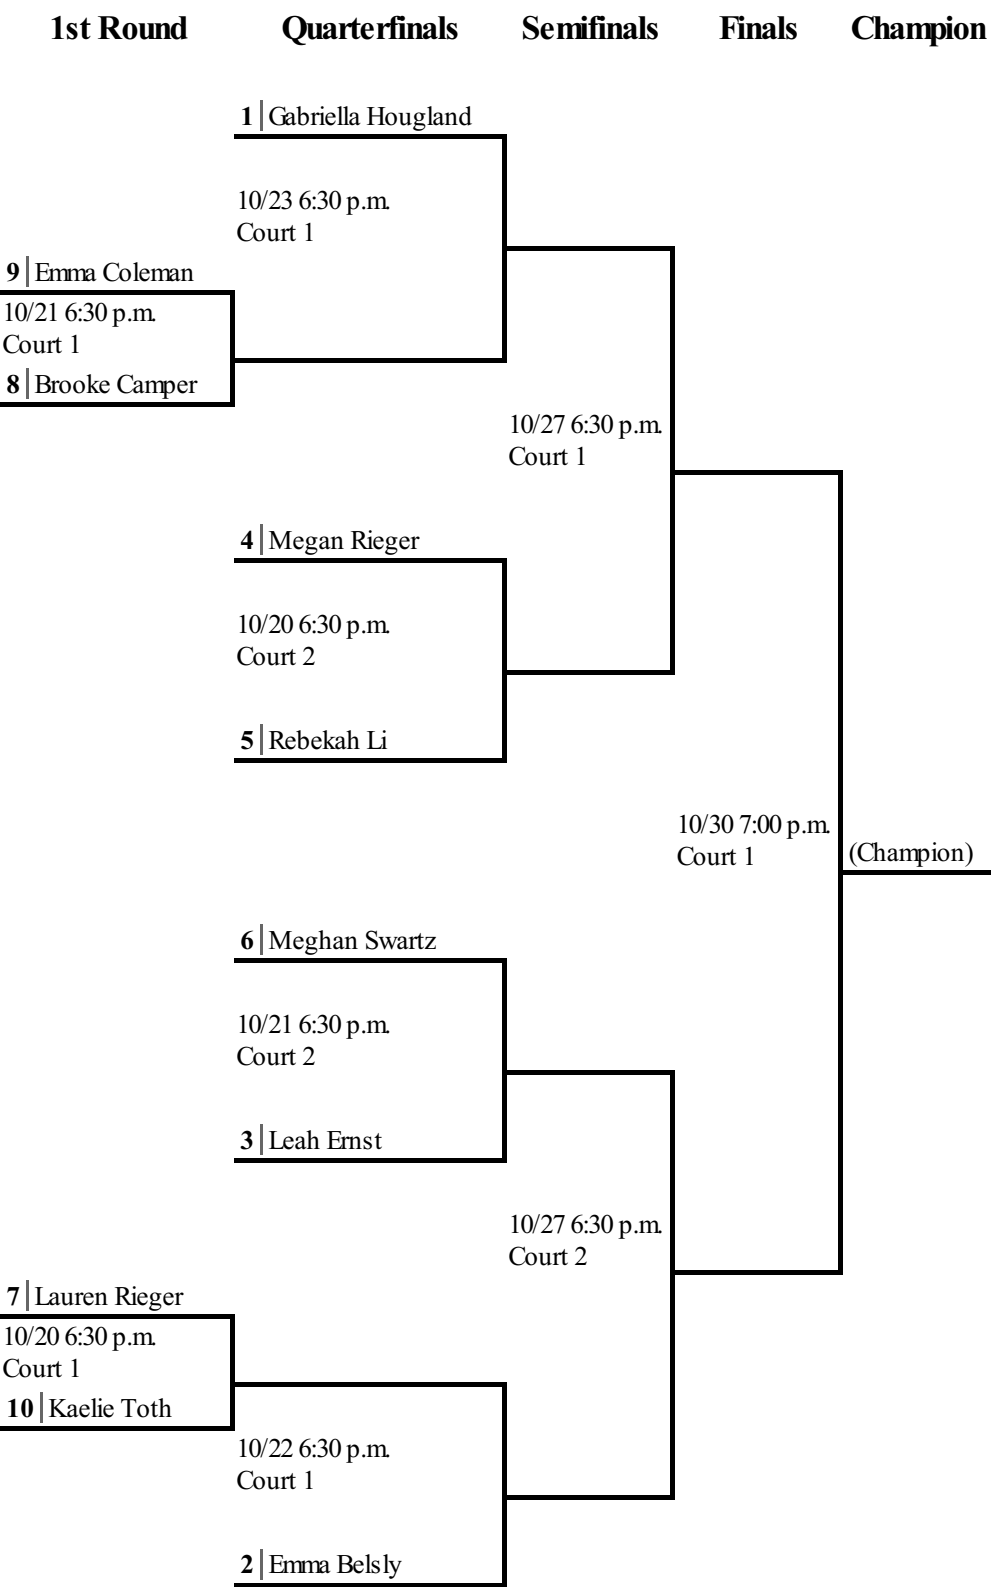 1st Round Quarterfinals Semifinals Finals Champion
1 Gabriella Hougland
10/23 6:30 p.m.
Court 1
9 Emma Coleman
10/21 6:30 p.m.
Court 1
8 Brooke Camper
10/27 6:30 p.m.
Court 1
4 Megan Rieger
10/20 6:30 p.m.
Court 2
5 Rebekah Li
10/30 7:00 p.m.
Court 1
(Champion)
6 Meghan Swartz
10/21 6:30 p.m.
Court 2
3 Leah Ernst
10/27 6:30 p.m.
Court 2
7 Lauren Rieger
10/20 6:30 p.m.
Court 1
10 Kaelie Toth
10/22 6:30 p.m.
Court 1
2 Emma Belsly